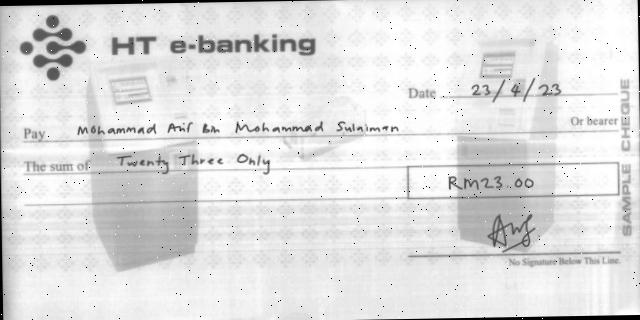 HT e-banking
Date 23/4/23
Pay Mohammad Arif Bin Mohammad Sulaiman
Or bearer
The sum of Twenty Three Only
RM23.00
No Signature Below This Line.
SAMPLE CHEQUE